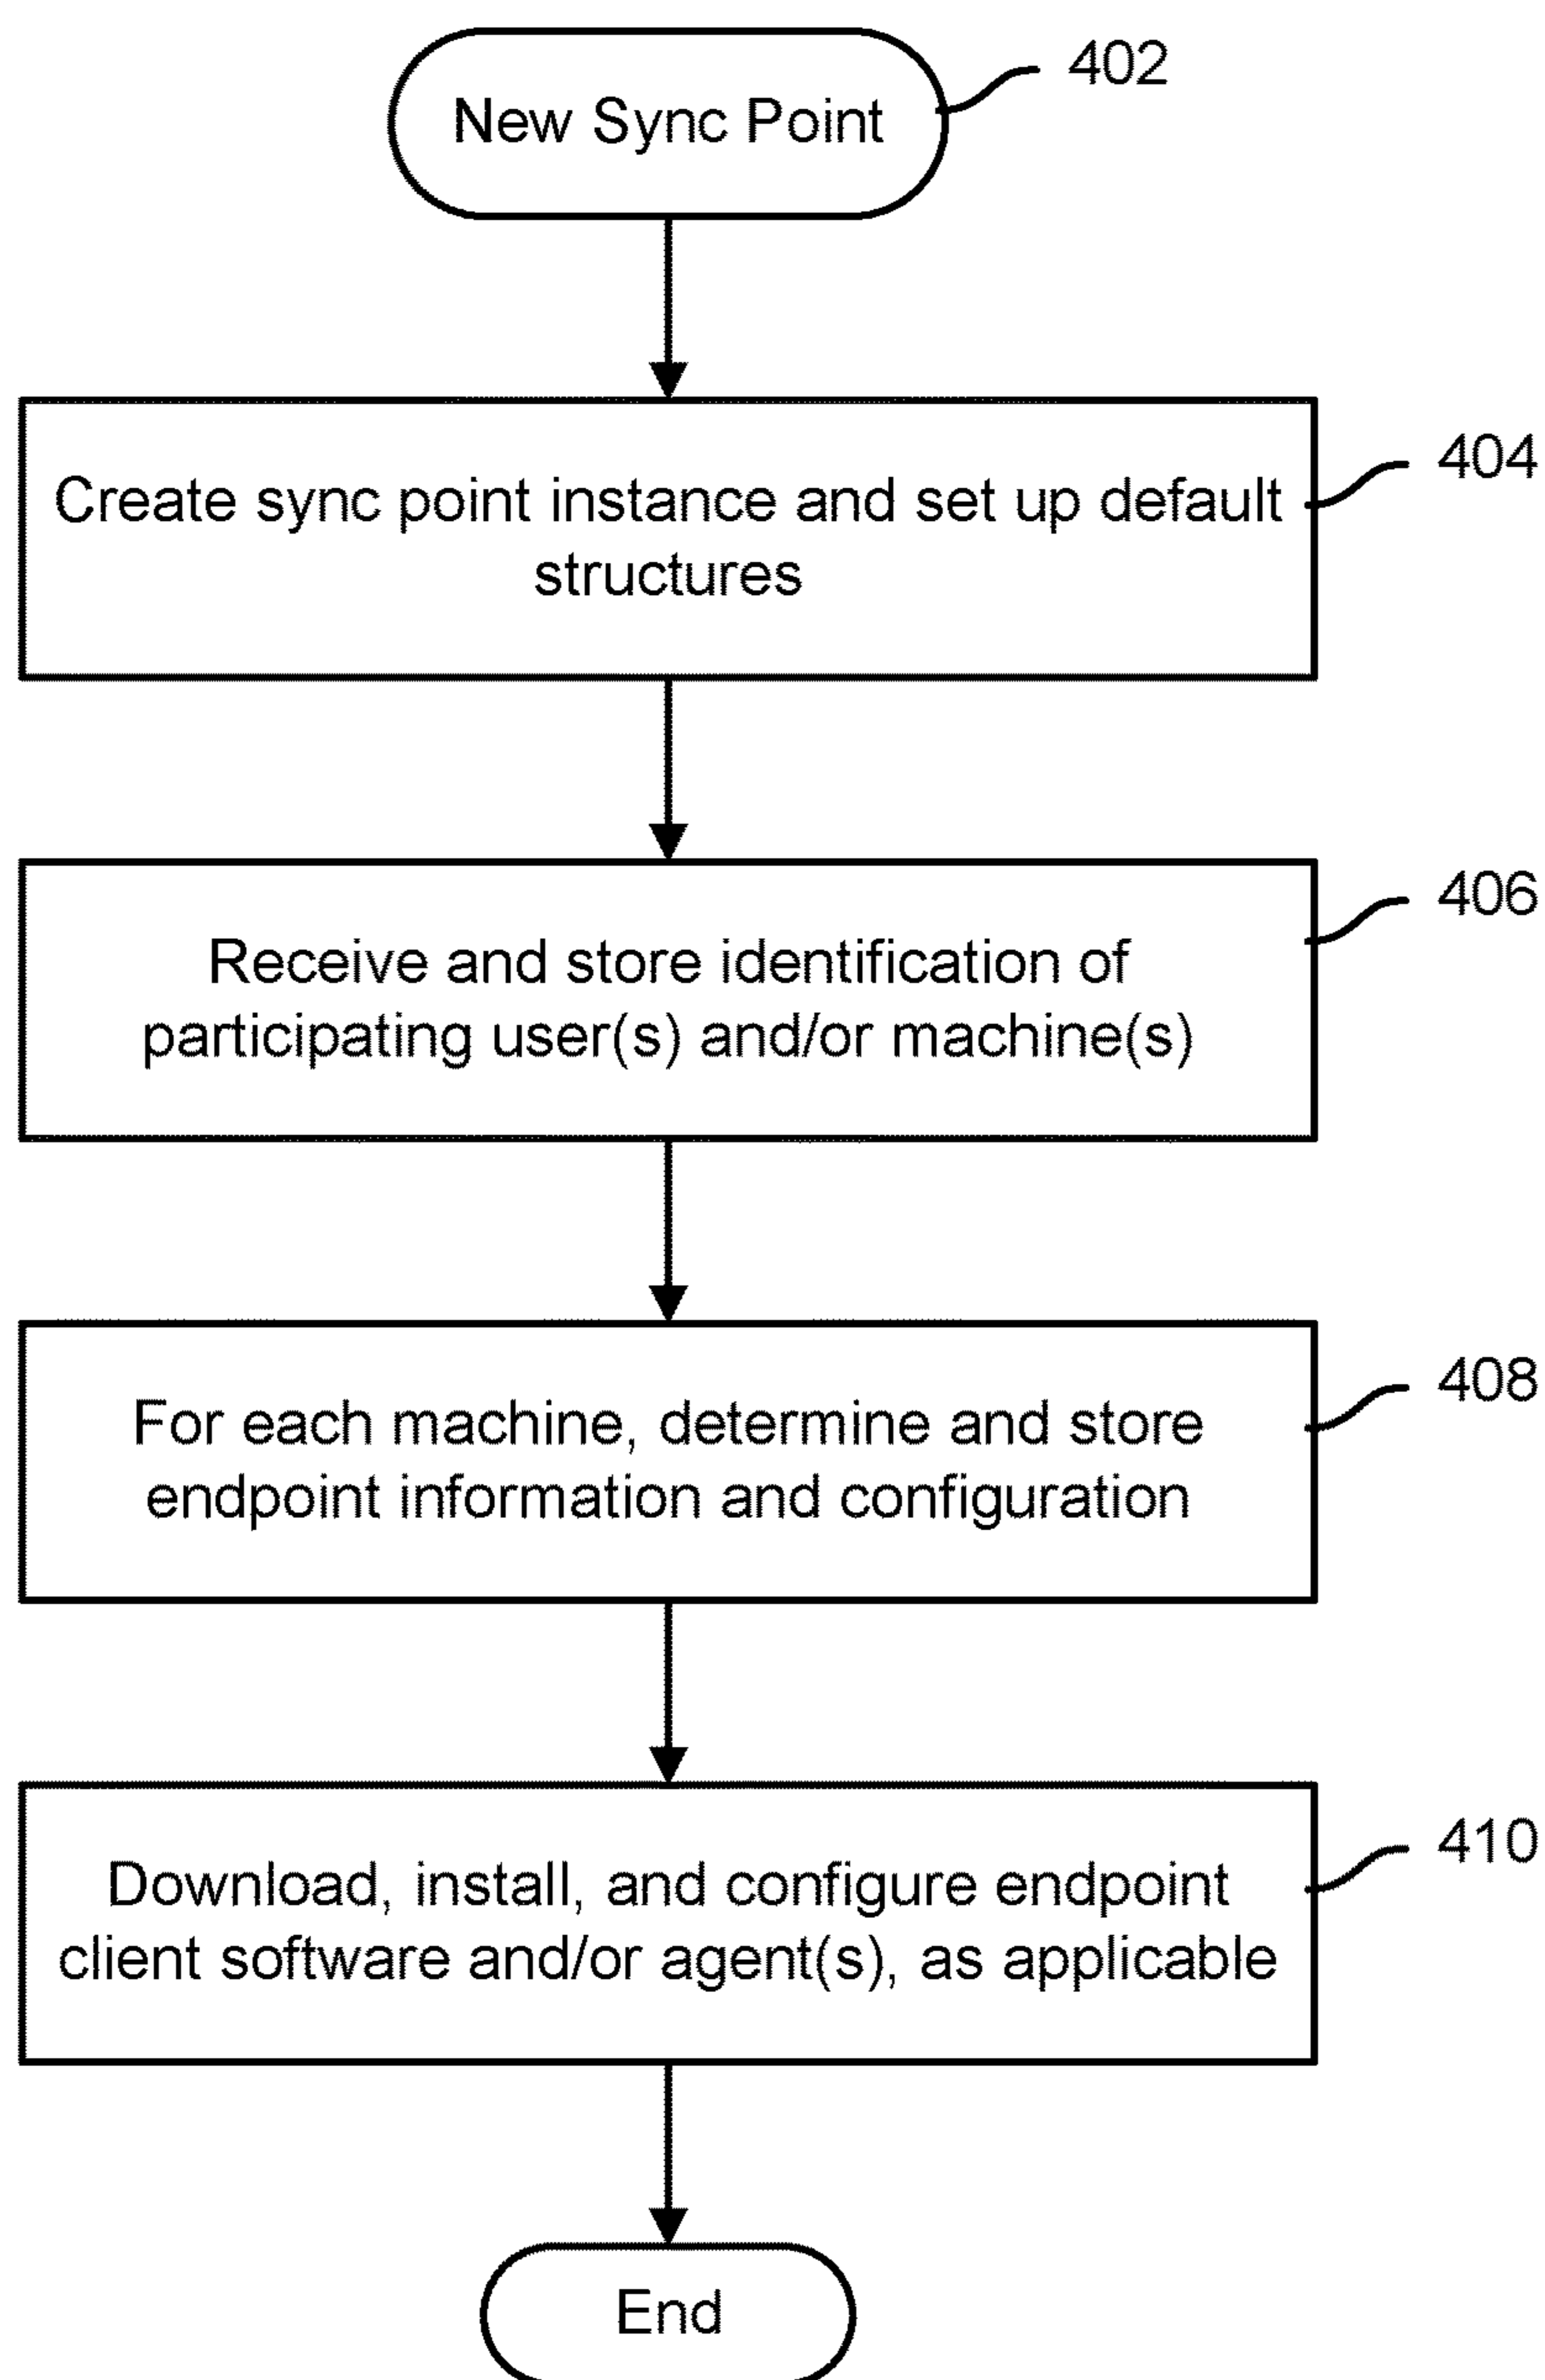 402
New Sync Point
404
Create sync point instance and set up default
structures
406
Receive and store identification of
participating user(s) and/or machine(s)
408
For each machine, determine and store
endpoint information and configuration
410
Download, install, and configure endpoint
client software and/or agent(s), as applicable
End